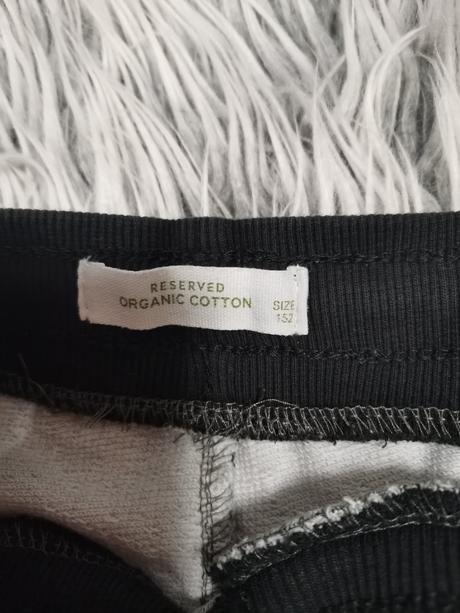 RESERVED
ORGANIC COTTON
SIZE
152